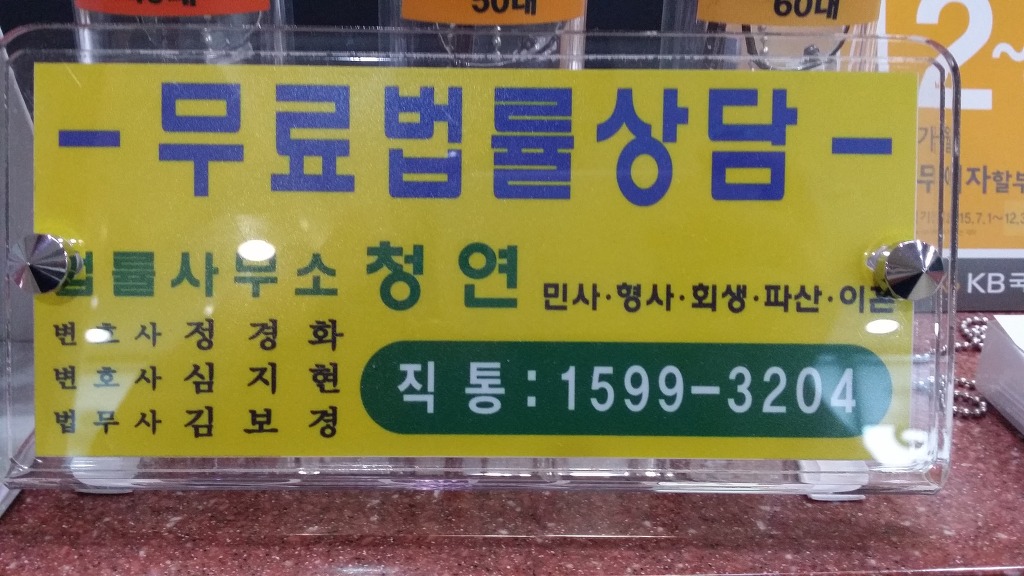 50대
60대
- 무료법률상담 -
법률사무소 청연 민사·형사·회생·파산·이혼
변호사 정경화
변호사 심지현
법무사 김보경
직통:1599-3204
2~
KB국